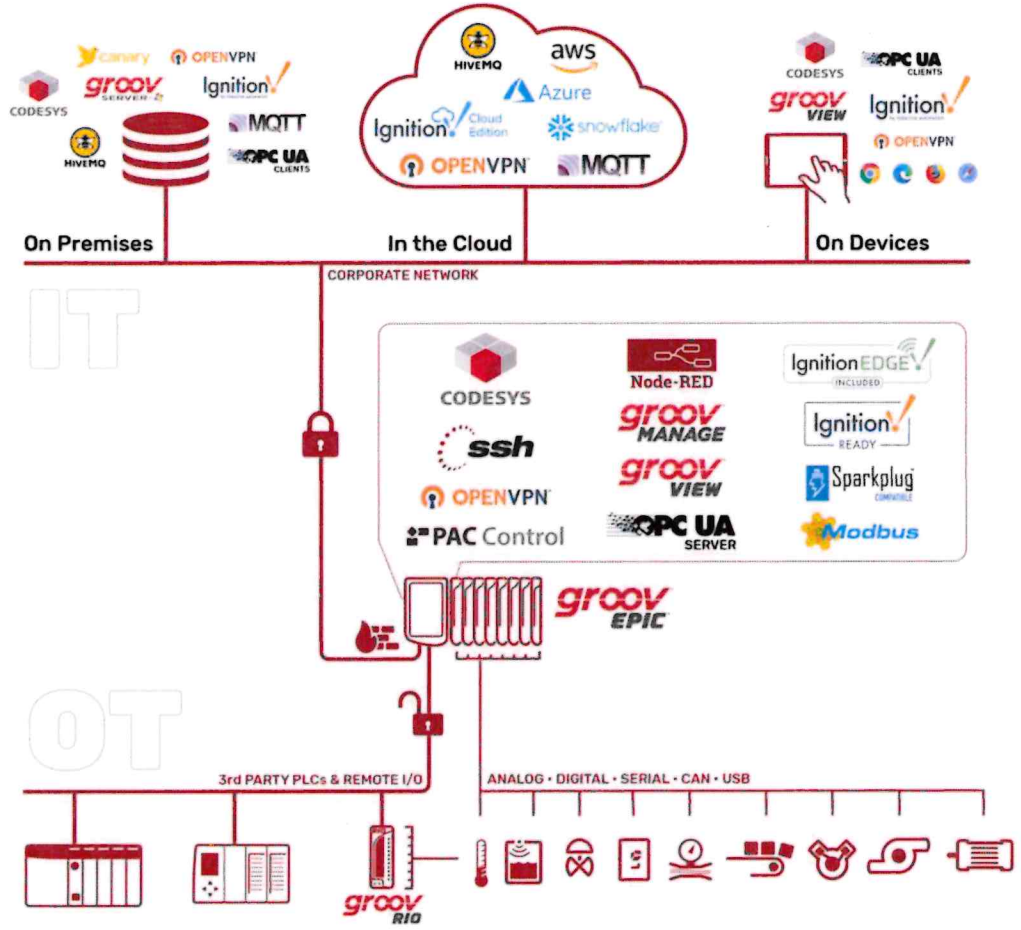 canary
OPENVPN
CODESYS
groov
SERVER
Ignition!
HIVEMQ
MQTT
OPC UA
CLIENTS
HIVEMQ
aws
Azure
Ignition! Cloud
Edition
snowflake
OPENVPN
MQTT
CODESYS
OPC UA
CLIENTS
groov
VIEW
Ignition!
OPENVPN
On Premises
In the Cloud
On Devices
CORPORATE NETWORK
IT
CODESYS
Node-RED
Ignition EDGE!
INCLUDED
ssh
groov
MANAGE
Ignition!
READY
OPENVPN
groov
VIEW
Sparkplug
COMPATIBLE
PAC Control
OPC UA
SERVER
Modbus
groov
EPIC
OT
3rd PARTY PLCs & REMOTE I/O
ANALOG • DIGITAL • SERIAL • CAN • USB
groov
RIO